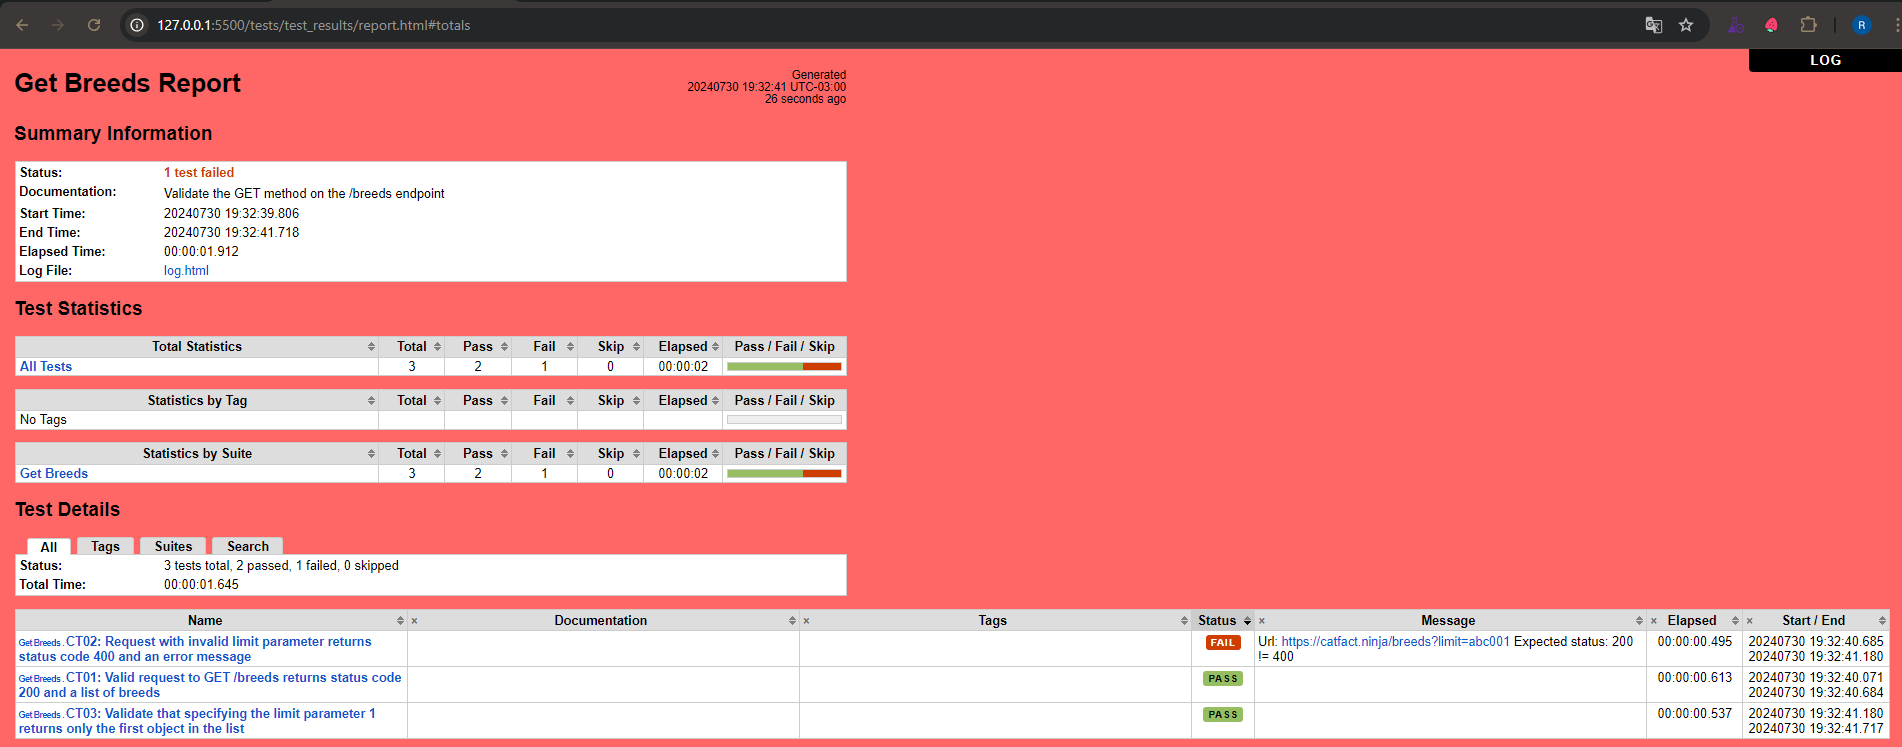 127.0.0.1:5500/tests/test_results/report.html#totals
R
LOG
Get Breeds Report
Generated
20240730 19:32:41 UTC-03:00
26 seconds ago
Summary Information
Status: 1 test failed
Documentation: Validate the GET method on the /breeds endpoint
Start Time: 20240730 19:32:39.806
End Time: 20240730 19:32:41.718
Elapsed Time: 00:00:01.912
Log File: log.html
Test Statistics
Total Statistics Total Pass Fail Skip Elapsed Pass / Fail / Skip
All Tests 3 2 1 0 00:00:02
Statistics by Tag Total Pass Fail Skip Elapsed Pass / Fail / Skip
No Tags
Statistics by Suite Total Pass Fail Skip Elapsed Pass / Fail / Skip
Get Breeds 3 2 1 0 00:00:02
Test Details
All Tags Suites Search
Status: 3 tests total, 2 passed, 1 failed, 0 skipped
Total Time: 00:00:01.645
Name × Documentation × Tags Status × Message × Elapsed × Start / End
Get Breeds . CT02: Request with invalid limit parameter returns
status code 400 and an error message
FAIL
Url: https://catfact.ninja/breeds?limit=abc001 Expected status: 200
!= 400
00:00:00.495
20240730 19:32:40.685
20240730 19:32:41.180
Get Breeds . CT01: Valid request to GET /breeds returns status code
200 and a list of breeds
PASS
00:00:00.613
20240730 19:32:40.071
20240730 19:32:40.684
Get Breeds . CT03: Validate that specifying the limit parameter 1
returns only the first object in the list
PASS
00:00:00.537
20240730 19:32:41.180
20240730 19:32:41.717